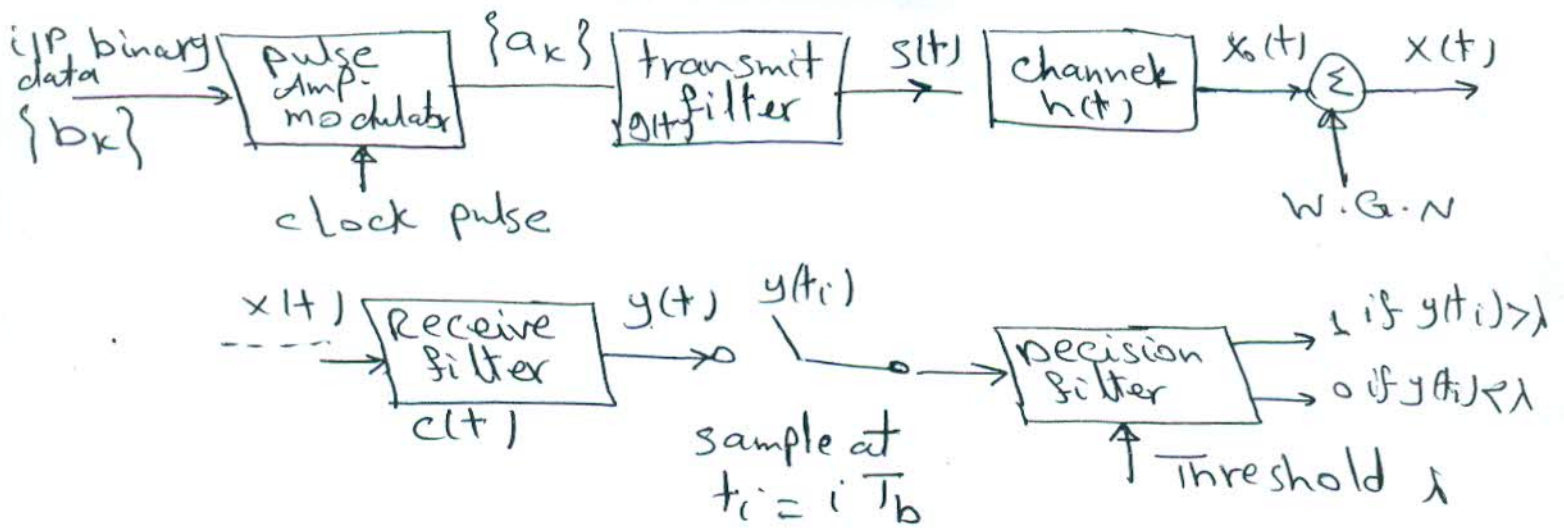 i/p binary data
{bk}
pulse
Amp.
modulator
clock pulse
{ak}
transmit
filter
{g(t)}
s(t)
channel
h(t)
xo(t)
Σ
x(t)
W.G.N
x(t)
Receive
filter
c(t)
y(t)
y(ti)
sample at
ti = i Tb
Decision
filter
Threshold λ
1 if y(ti)>λ
0 if y(ti)<λ